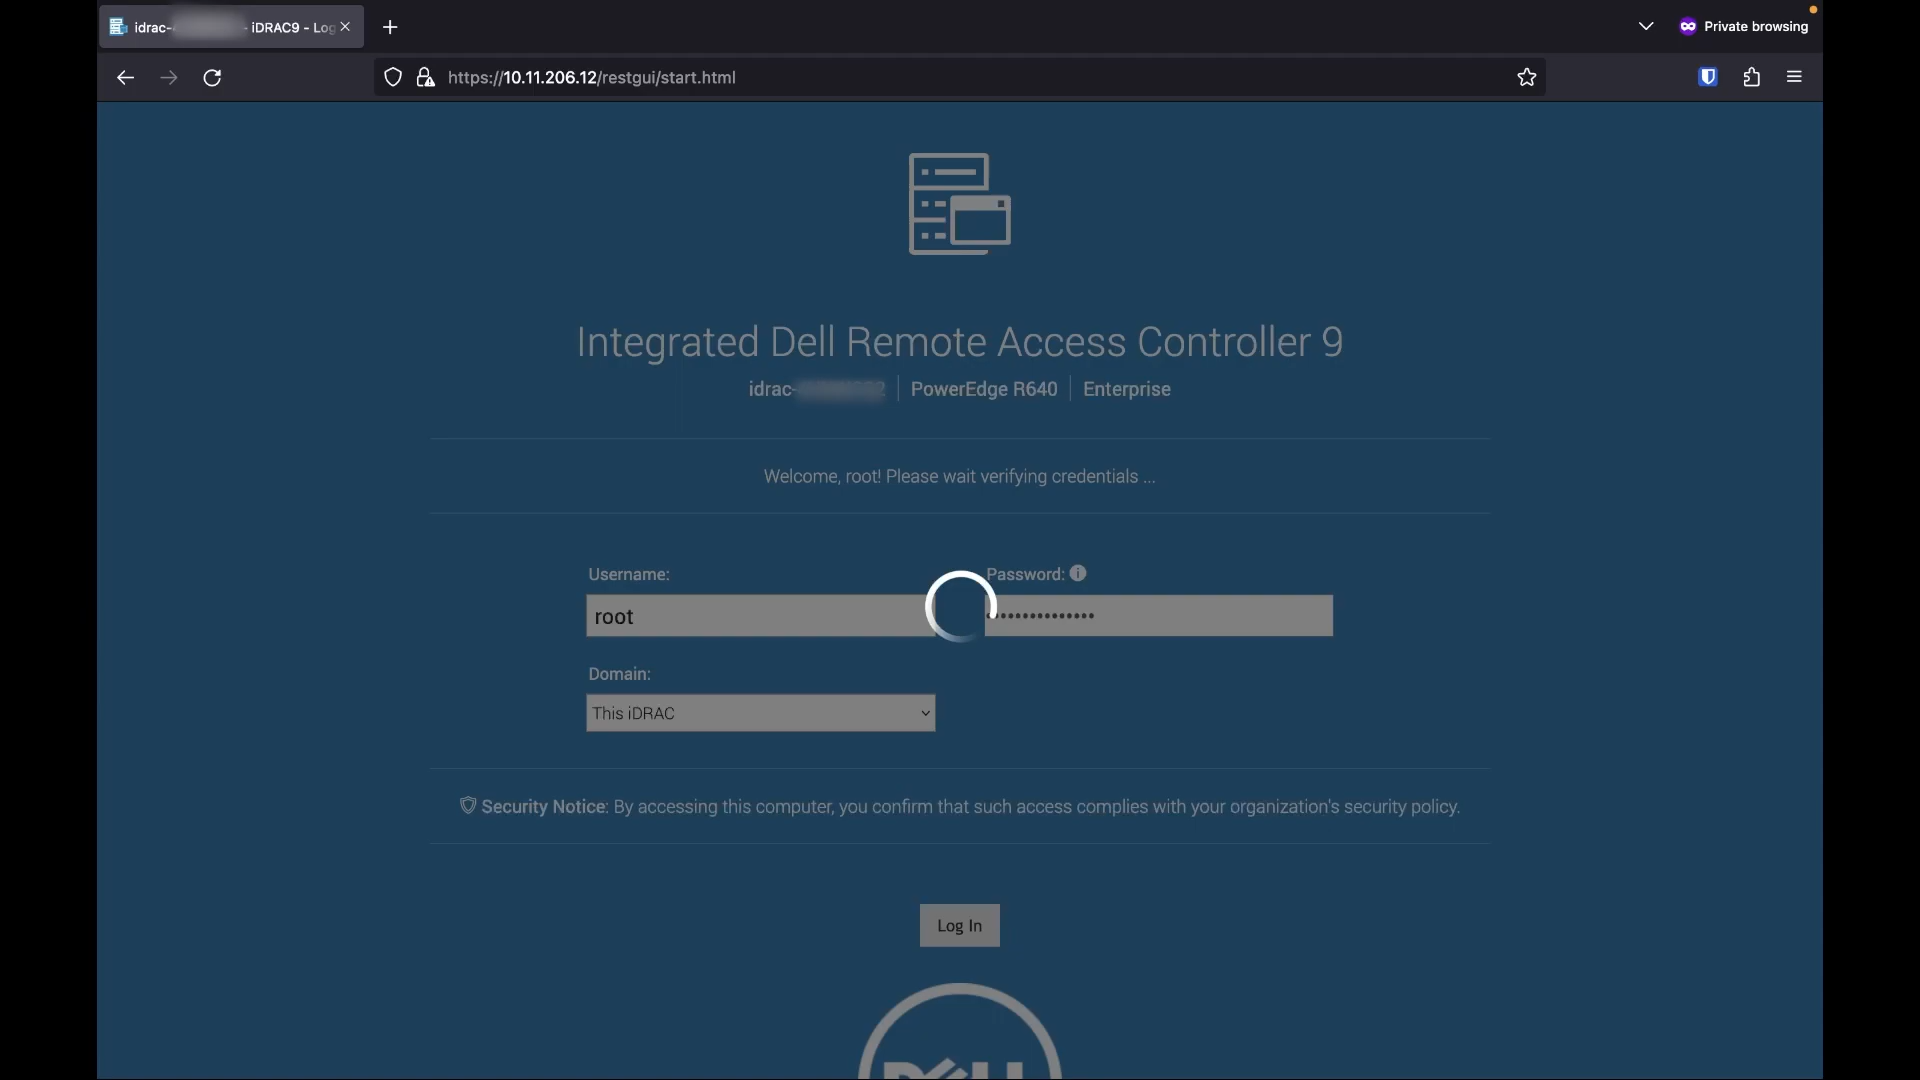 idrac- - iDRAC9 - Log
Private browsing
https://10.11.206.12/restgui/start.html
Integrated Dell Remote Access Controller 9
idrac- PowerEdge R640 Enterprise
Welcome, root! Please wait verifying credentials ...
Username: Password:
root
Domain:
This iDRAC
Security Notice: By accessing this computer, you confirm that such access complies with your organization's security policy.
Log In
DELL